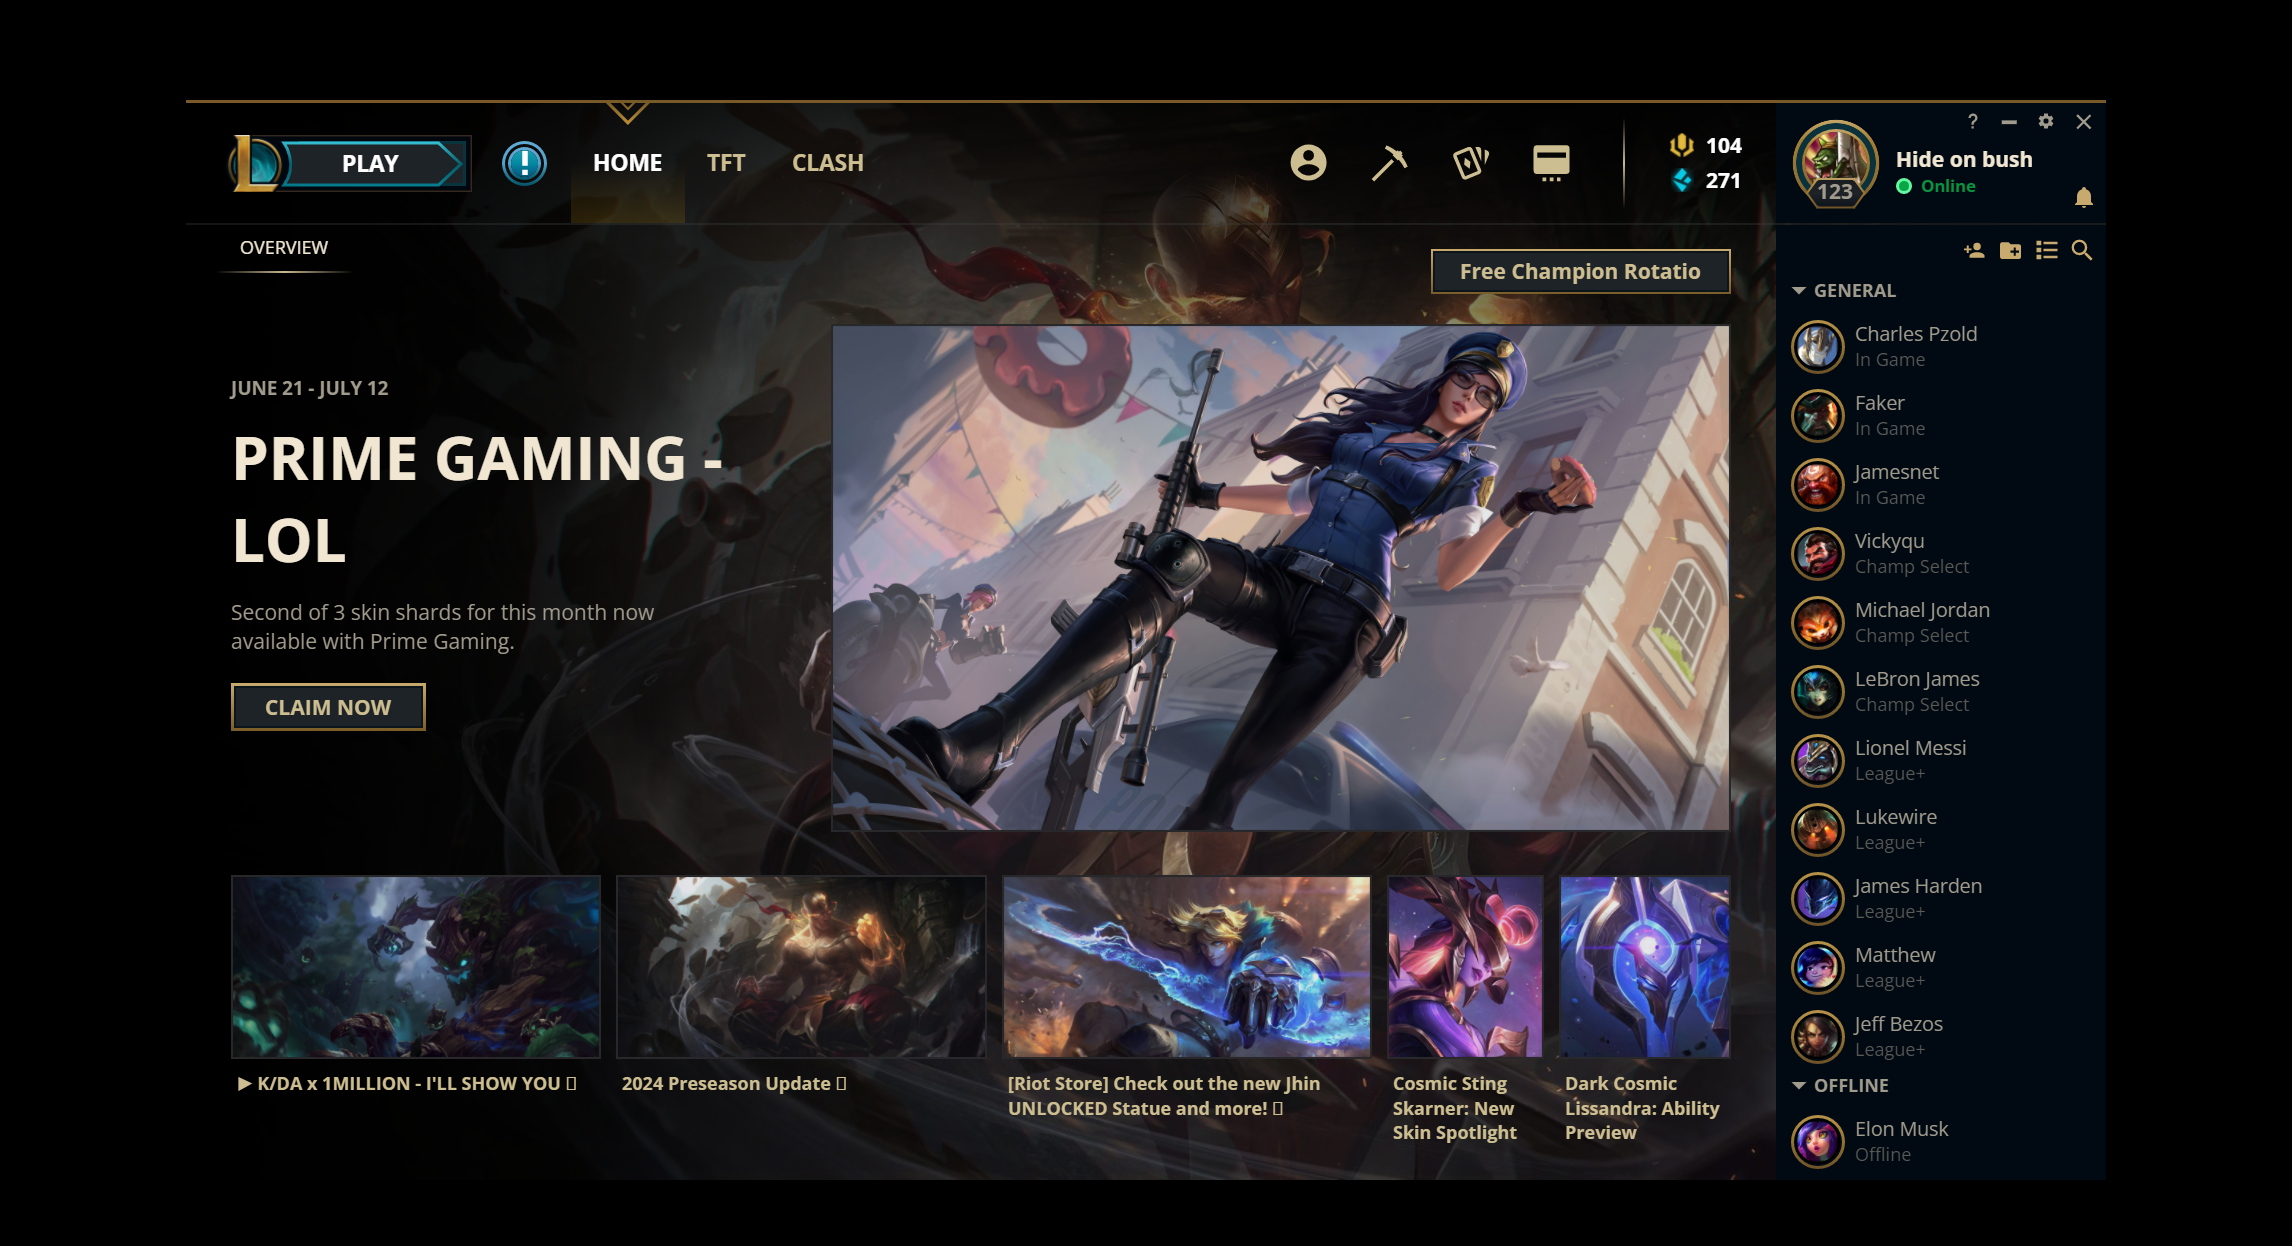 PLAY
HOME
TFT
CLASH
104
271
?
Hide on bush
Online
123
OVERVIEW
Free Champion Rotatio
JUNE 21 - JULY 12
PRIME GAMING -
LOL
Second of 3 skin shards for this month now
available with Prime Gaming.
CLAIM NOW
▶ K/DA x 1MILLION - I'LL SHOW YOU
2024 Preseason Update
[Riot Store] Check out the new Jhin
UNLOCKED Statue and more!
Cosmic Sting
Skarner: New
Skin Spotlight
Dark Cosmic
Lissandra: Ability
Preview
GENERAL
Charles Pzold
In Game
Faker
In Game
Jamesnet
In Game
Vickyqu
Champ Select
Michael Jordan
Champ Select
LeBron James
Champ Select
Lionel Messi
League+
Lukewire
League+
James Harden
League+
Matthew
League+
Jeff Bezos
League+
OFFLINE
Elon Musk
Offline